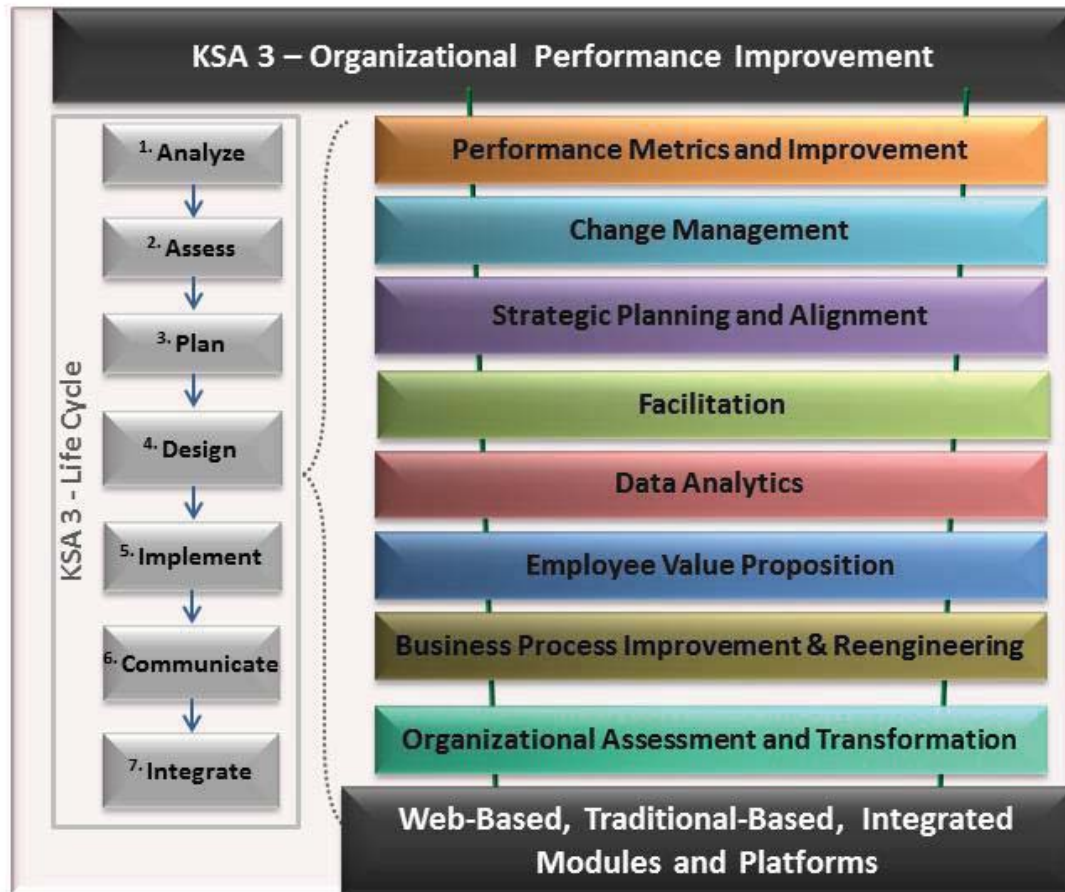 KSA 3 – Organizational Performance Improvement
KSA 3 - Life Cycle
1. Analyze
2. Assess
3. Plan
4. Design
5. Implement
6. Communicate
7. Integrate
Performance Metrics and Improvement
Change Management
Strategic Planning and Alignment
Facilitation
Data Analytics
Employee Value Proposition
Business Process Improvement & Reengineering
Organizational Assessment and Transformation
Web-Based, Traditional-Based, Integrated
Modules and Platforms